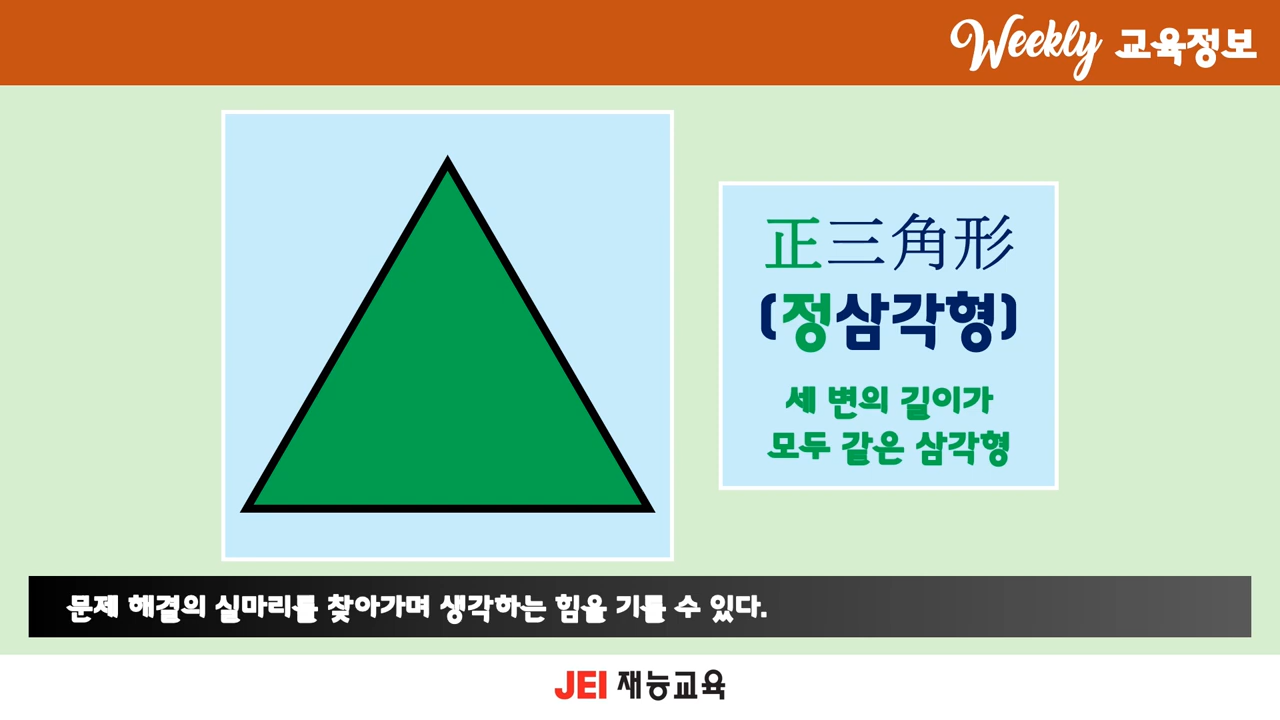 Weekly 교육정보
正三角形
(정삼각형)
세 변의 길이가
모두 같은 삼각형
문제 해결의 실마리를 찾아가며 생각하는 힘을 기를 수 있다.
JEI 재능교육